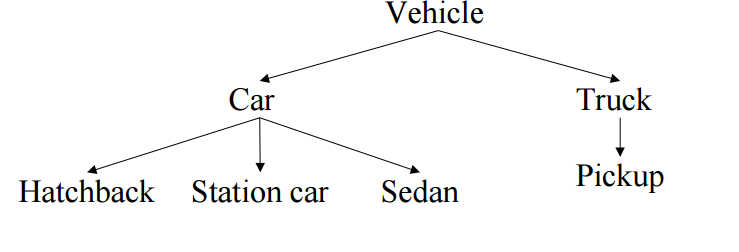 Vehicle
Car
Truck
Hatchback
Station car
Sedan
Pickup